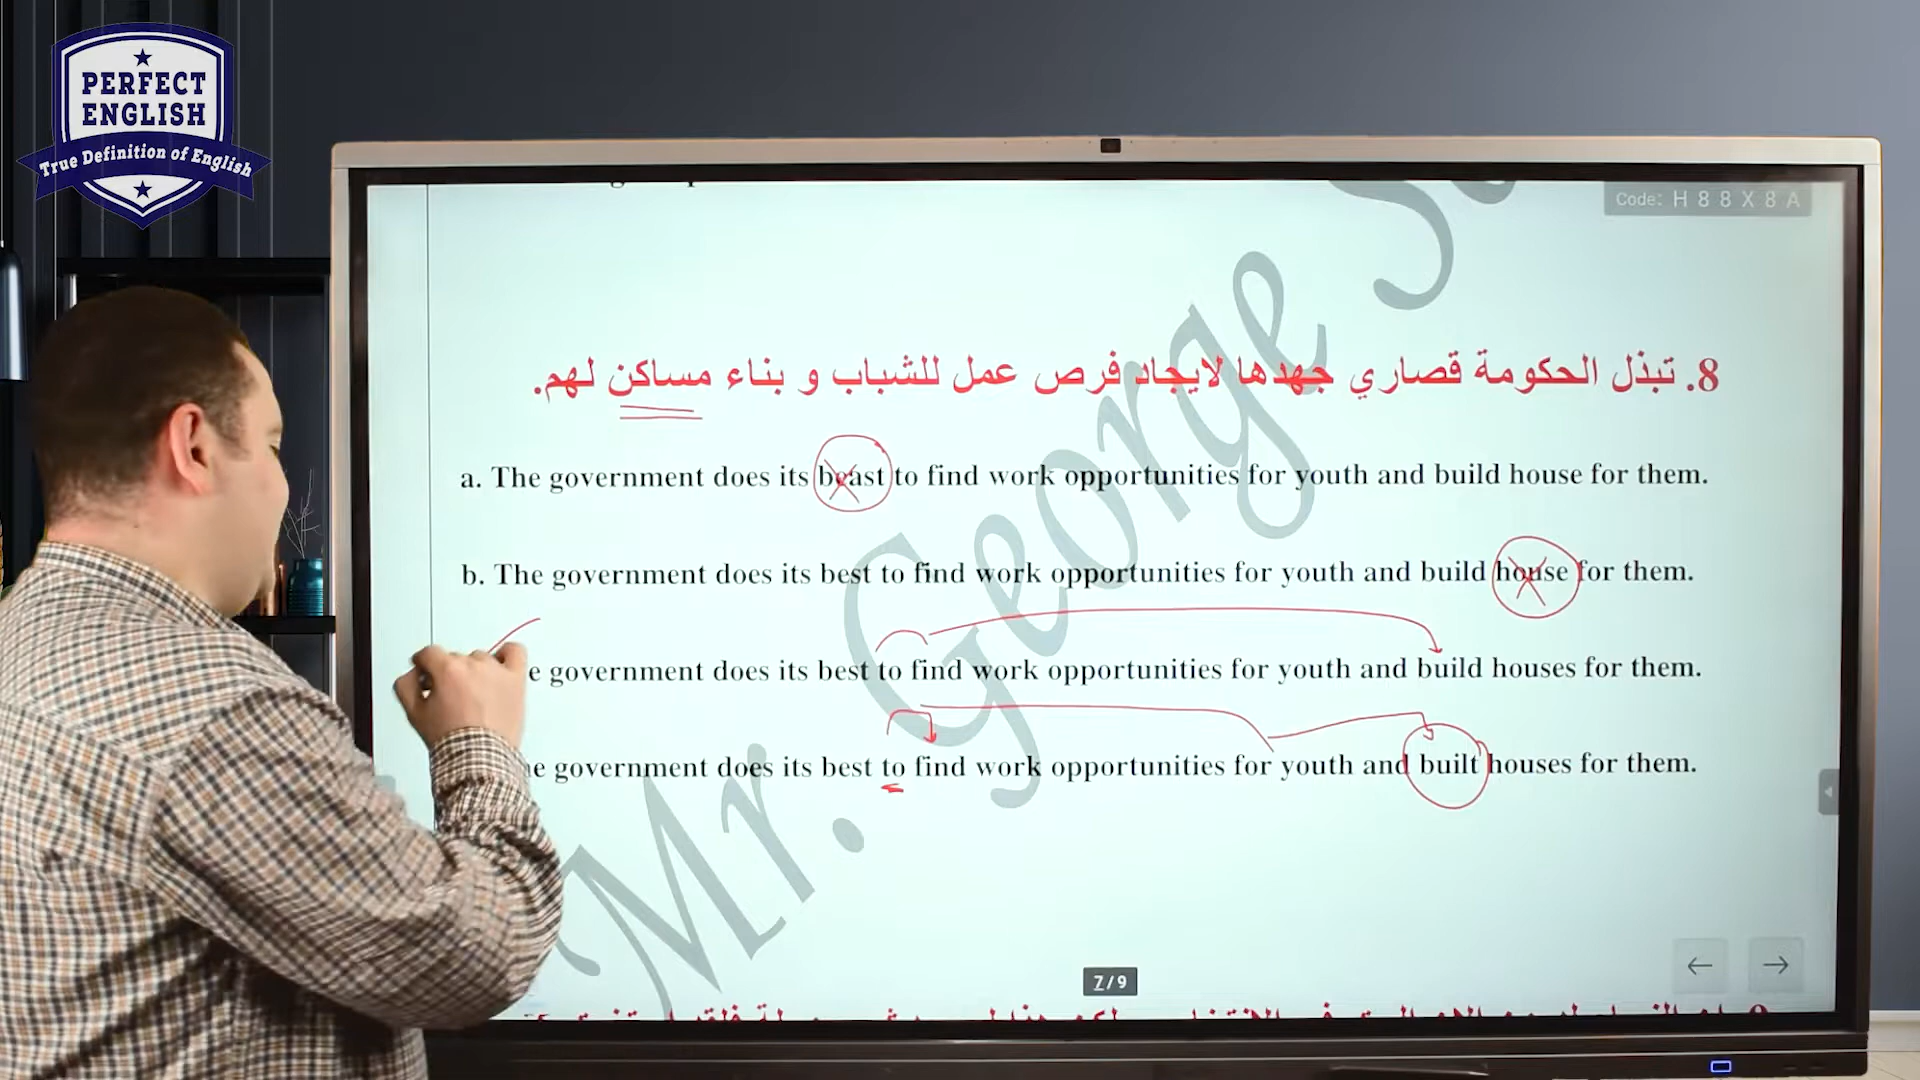 PERFECT
ENGLISH
True Definition of English
Code: H 8 8 X 8 A
8. تبذل الحكومة قصاري جهدها لايجاد فرص عمل للشباب و بناء مساكن لهم.
a. The government does its beast to find work opportunities for youth and build house for them.
b. The government does its best to find work opportunities for youth and build house for them.
government does its best to find work opportunities for youth and build houses for them.
government does its best to find work opportunities for youth and built houses for them.
Mr. George
7/9